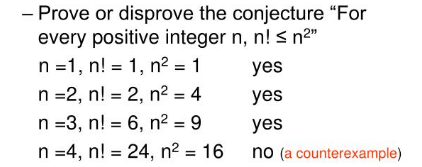 – Prove or disprove the conjecture “For
every positive integer n, n! ≤ n²”
n =1, n! = 1, n² = 1 yes
n =2, n! = 2, n² = 4 yes
n =3, n! = 6, n² = 9 yes
n =4, n! = 24, n² = 16 no (a counterexample)